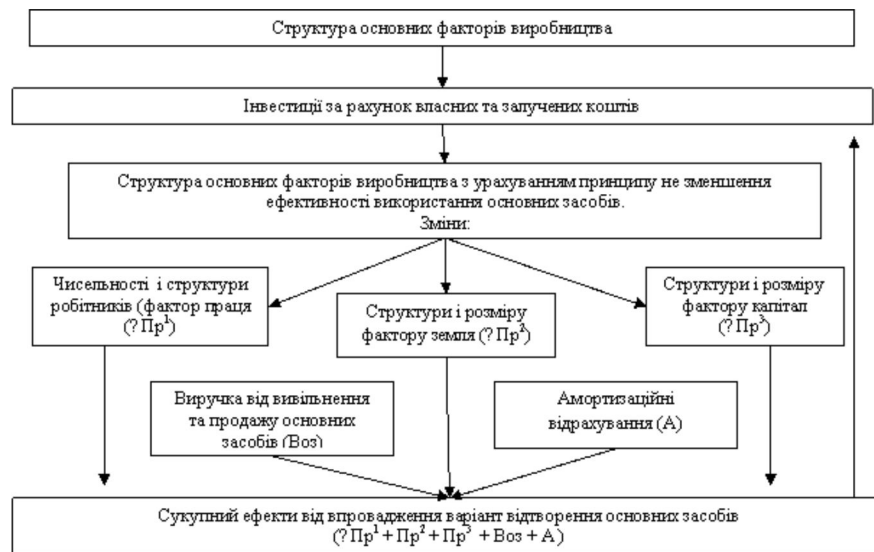 Структура основних факторів виробництва
Інвестиції за рахунок власних та залучених коштів
Структура основних факторів виробництва з урахуванням принципу не зменшення
ефективності використання основних засобів.
Зміни:
Чисельності і структури
робітників (фактор праця
(?Пр¹)
Структури і розміру
фактору земля (?Пр²)
Структури і розміру
фактору капітал
(?Пр³)
Виручка від вивільнення
та продажу основних
засобів (Воз)
Амортизаційні
відрахування (А)
Сукупний ефекти від впровадження варіант відтворення основних засобів
(?Пр¹ + Пр² + Пр³ + Воз + А)